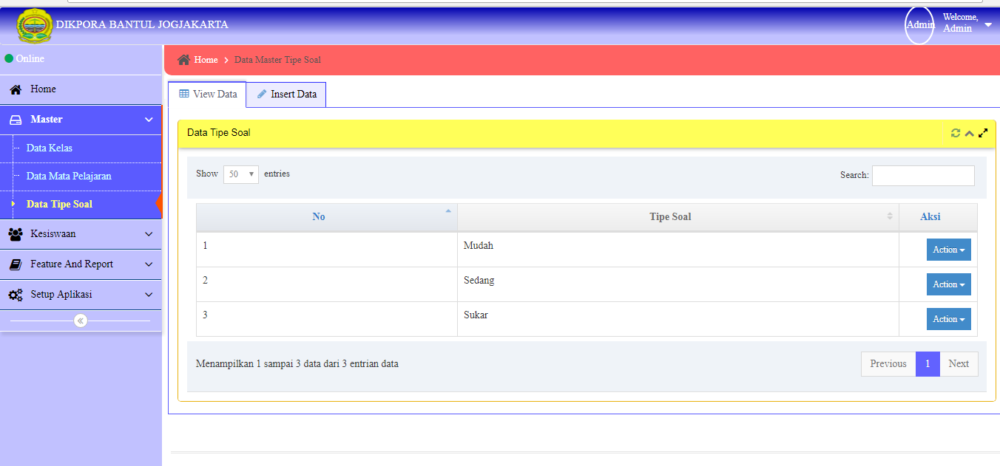 DIKPORA BANTUL JOGJAKARTA
Admin
Welcome,
Admin
Online
Home
Master
Data Kelas
Data Mata Pelajaran
Data Tipe Soal
Kesiswaan
Feature And Report
Setup Aplikasi
Home
Data Master Tipe Soal
View Data
Insert Data
Data Tipe Soal
Show 50 entries
Search:
No Tipe Soal Aksi
1 Mudah Action
2 Sedang Action
3 Sukar Action
Menampilkan 1 sampai 3 data dari 3 entrian data
Previous 1 Next